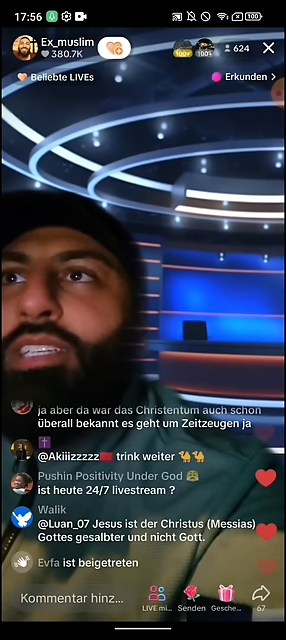 17:56
100
Ex_muslim
380.7K
100+
100+
624
Beliebte LIVEs
Erkunden >
ja aber da war das Christentum auch schon
überall bekannt es geht um Zeitzeugen ja
@Akiiizzzzz🇲🇦 trink weiter 🐪🐪
Pushin Positivity Under God
ist heute 24/7 livestream ?
Walik
@Luan_07 Jesus ist der Christus (Messias)
Gottes gesalbter und nicht Gott.
Evfa ist beigetreten
Kommentar hinz...
LIVE mi...
Senden
Gesche...
67